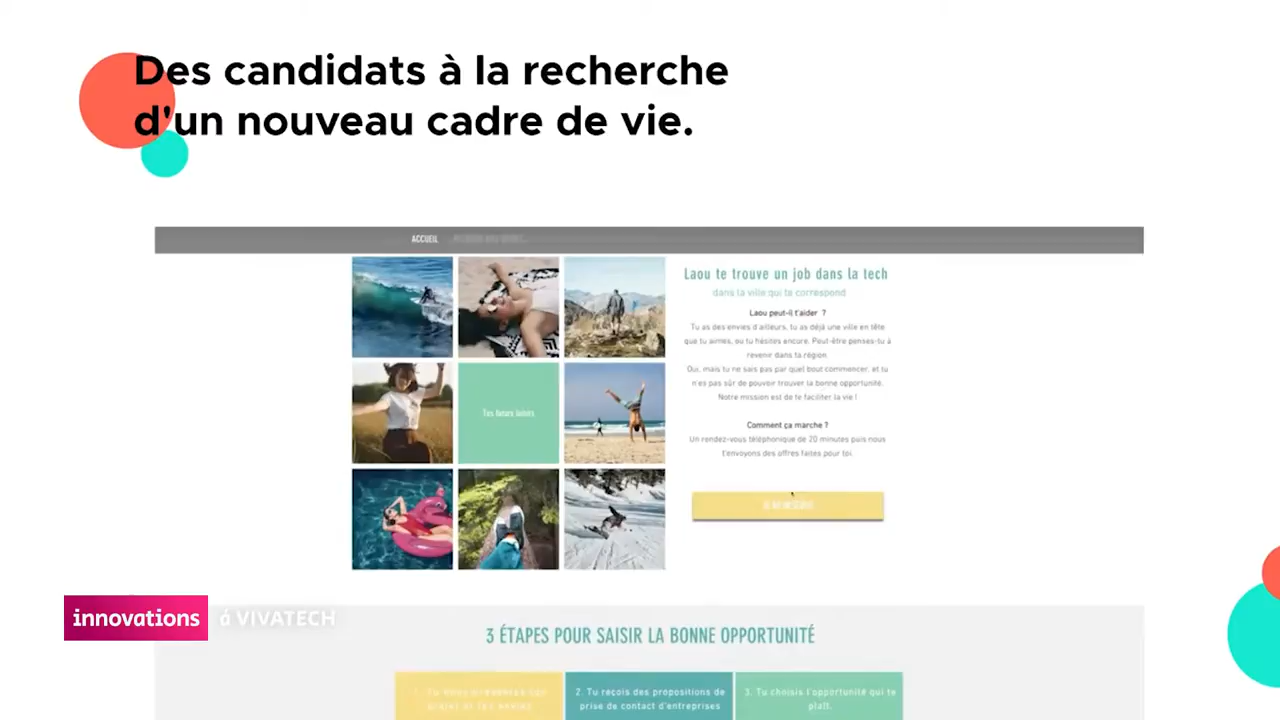 Des candidats à la recherche
d'un nouveau cadre de vie.
ACCUEIL
Laou te trouve un job dans la tech
dans la ville qui te correspond
Laou peut-il t'aider ?
Tu as des envies d'ailleurs, tu as déjà une ville en tête
que tu aimes, ou tu hésites encore. Peut-être penses-tu à
revenir dans ta région.
Oui, mais tu ne sais pas par quel bout commencer, et tu
n'es pas sûr de pouvoir trouver la bonne opportunité.
Notre mission est de te faciliter la vie !
Tes futurs loisirs
Comment ça marche ?
Un rendez-vous téléphonique de 20 minutes puis nous
t'envoyons des offres faites pour toi.
innovations à VIVATECH
3 ÉTAPES POUR SAISIR LA BONNE OPPORTUNITÉ
2. Tu reçois des propositions de
prise de contact d'entreprises
3. Tu choisis l'opportunité qui te
plaît.